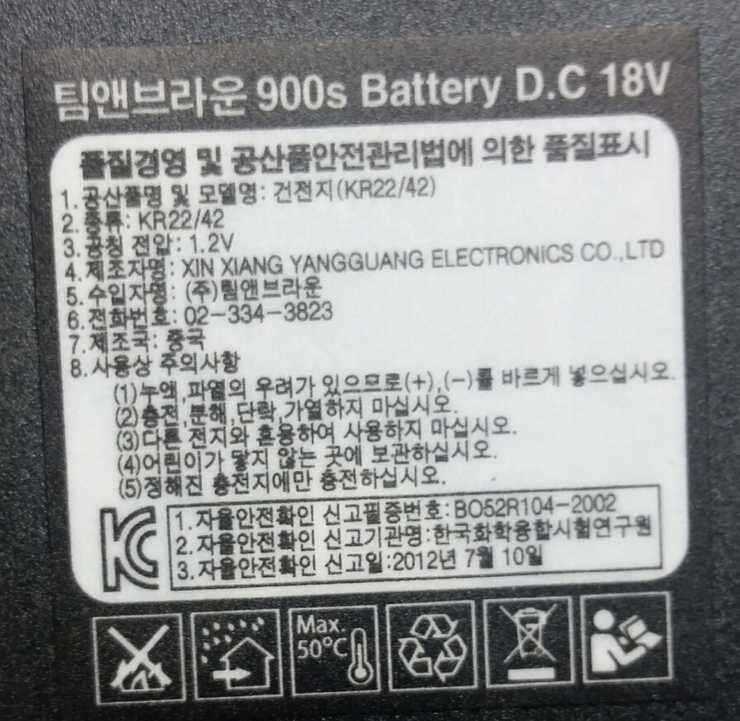 팀앤브라운 900s Battery D.C 18V
품질경영 및 공산품안전관리법에 의한 품질표시
1. 공산품명 및 모델명: 건전지(KR22/42)
2. 종류: KR22/42
3. 공칭 전압: 1.2V
4. 제조자명: XIN XIANG YANGGUANG ELECTRONICS CO.,LTD
5. 수입자명: (주)팀앤브라운
6. 전화번호: 02-334-3823
7. 제조국: 중국
8. 사용상 주의사항
(1)누액,파열의 우려가 있으므로(+),(-)를 바르게 넣으십시오.
(2)충전,분해,단락,가열하지 마십시오.
(3)다른 전지와 혼용하여 사용하지 마십시오.
(4)어린이가 닿지 않는 곳에 보관하십시오.
(5)정해진 충전지에만 충전하십시오.
1. 자율안전확인 신고필증번호: BO52R104-2002
2. 자율안전확인 신고기관명:한국화학융합시험연구원
3. 자율안전확인 신고일:2012년 7월 10일
Max.
50°C